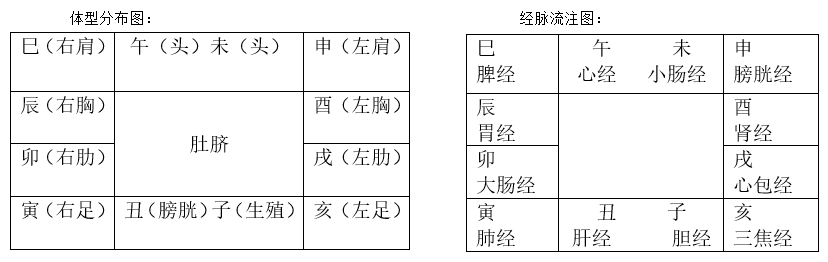 体型分布图：
巳（右肩） 午（头）未（头） 申（左肩）
辰（右胸） 酉（左胸）
肚脐
卯（右肋） 戌（左肋）
寅（右足） 丑（膀胱）子（生殖） 亥（左足）
经脉流注图：
巳 午 未 申
脾经 心经 小肠经 膀胱经
辰 酉
胃经 肾经
卯 戌
大肠经 心包经
寅 丑 子 亥
肺经 肝经 胆经 三焦经